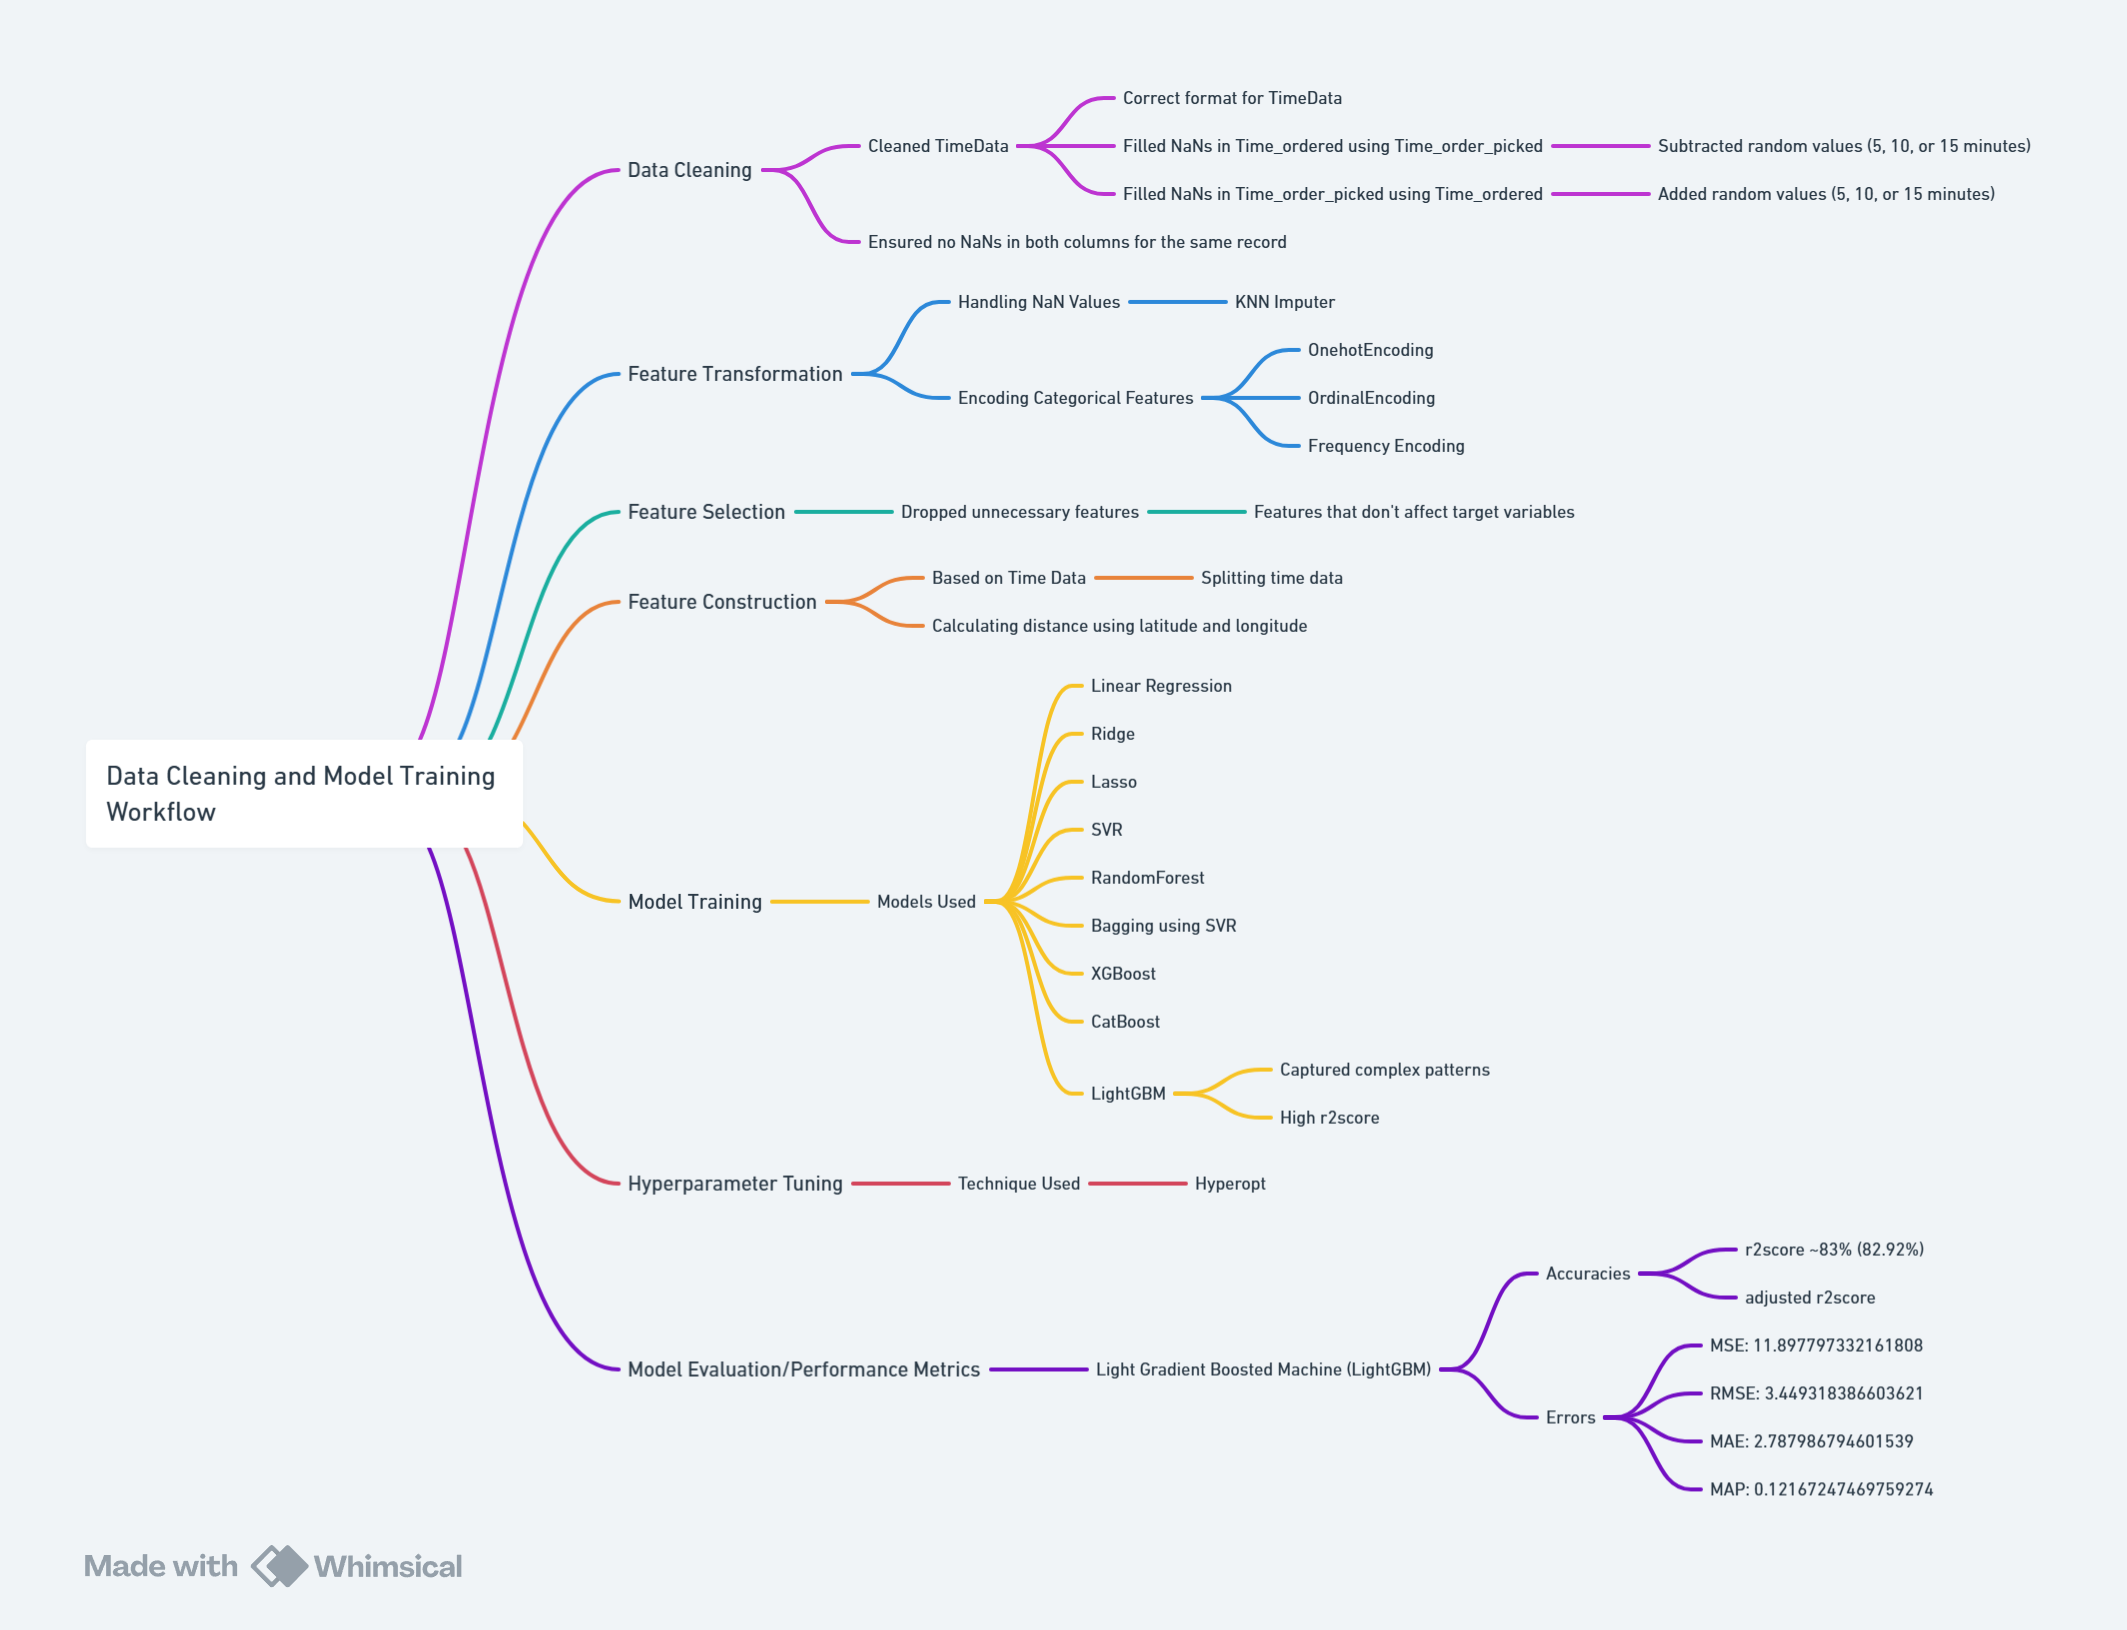 Data Cleaning and Model Training
Workflow
Data Cleaning
Cleaned TimeData
Correct format for TimeData
Filled NaNs in Time_ordered using Time_order_picked
Subtracted random values (5, 10, or 15 minutes)
Filled NaNs in Time_order_picked using Time_ordered
Added random values (5, 10, or 15 minutes)
Ensured no NaNs in both columns for the same record
Feature Transformation
Handling NaN Values
KNN Imputer
Encoding Categorical Features
OnehotEncoding
OrdinalEncoding
Frequency Encoding
Feature Selection
Dropped unnecessary features
Features that don't affect target variables
Feature Construction
Based on Time Data
Splitting time data
Calculating distance using latitude and longitude
Model Training
Models Used
Linear Regression
Ridge
Lasso
SVR
RandomForest
Bagging using SVR
XGBoost
CatBoost
LightGBM
Captured complex patterns
High r2score
Hyperparameter Tuning
Technique Used
Hyperopt
Model Evaluation/Performance Metrics
Light Gradient Boosted Machine (LightGBM)
Accuracies
r2score ~83% (82.92%)
adjusted r2score
Errors
MSE: 11.897797332161808
RMSE: 3.449318386603621
MAE: 2.787986794601539
MAP: 0.12167247469759274
Made with Whimsical